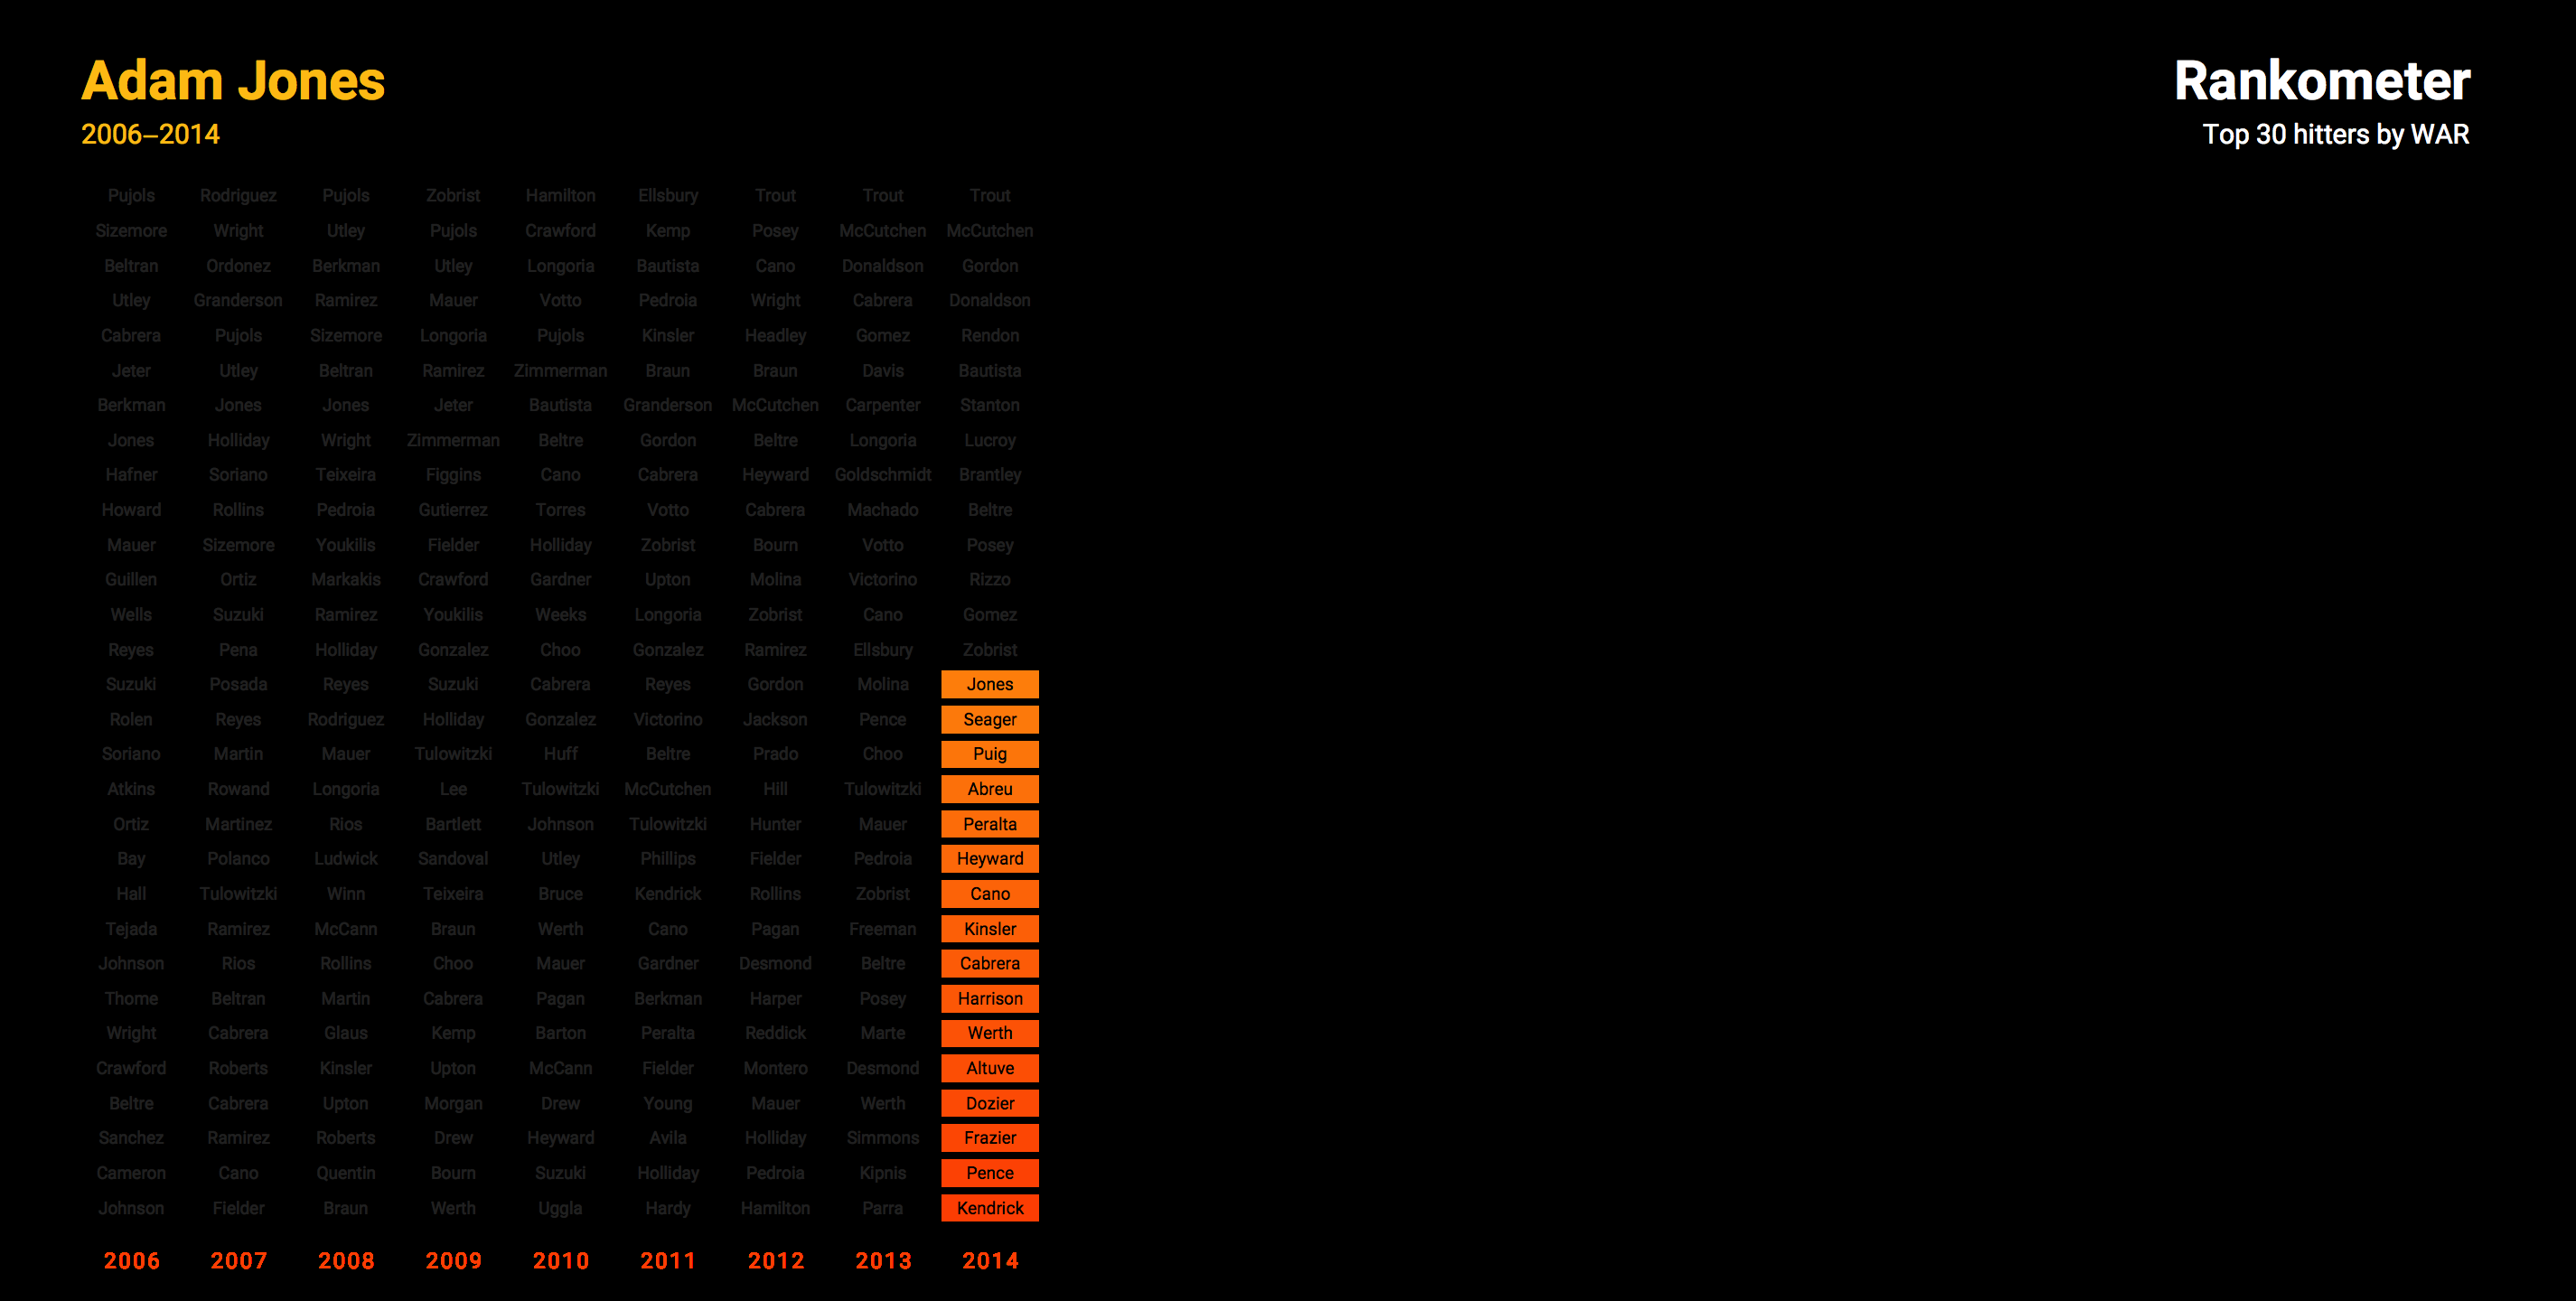 Adam Jones
2006–2014
Rankometer
Top 30 hitters by WAR
Pujols Rodriguez Pujols Zobrist Hamilton Ellsbury Trout Trout Trout
Sizemore Wright Utley Pujols Crawford Kemp Posey McCutchen McCutchen
Beltran Ordonez Berkman Utley Longoria Bautista Cano Donaldson Gordon
Utley Granderson Ramirez Mauer Votto Pedroia Wright Cabrera Donaldson
Cabrera Pujols Sizemore Longoria Pujols Kinsler Headley Gomez Rendon
Jeter Utley Beltran Ramirez Zimmerman Braun Braun Davis Bautista
Berkman Jones Jones Jeter Bautista Granderson McCutchen Carpenter Stanton
Jones Holliday Wright Zimmerman Beltre Gordon Beltre Longoria Lucroy
Hafner Soriano Teixeira Figgins Cano Cabrera Heyward Goldschmidt Brantley
Howard Rollins Pedroia Gutierrez Torres Votto Cabrera Machado Beltre
Mauer Sizemore Youkilis Fielder Holliday Zobrist Bourn Votto Posey
Guillen Ortiz Markakis Crawford Gardner Upton Molina Victorino Rizzo
Wells Suzuki Ramirez Youkilis Weeks Longoria Zobrist Cano Gomez
Reyes Pena Holliday Gonzalez Choo Gonzalez Ramirez Ellsbury Zobrist
Suzuki Posada Reyes Suzuki Cabrera Reyes Gordon Molina Jones
Rolen Reyes Rodriguez Holliday Gonzalez Victorino Jackson Pence Seager
Soriano Martin Mauer Tulowitzki Huff Beltre Prado Choo Puig
Atkins Rowand Longoria Lee Tulowitzki McCutchen Hill Tulowitzki Abreu
Ortiz Martinez Rios Bartlett Johnson Tulowitzki Hunter Mauer Peralta
Bay Polanco Ludwick Sandoval Utley Phillips Fielder Pedroia Heyward
Hall Tulowitzki Winn Teixeira Bruce Kendrick Rollins Zobrist Cano
Tejada Ramirez McCann Braun Werth Cano Pagan Freeman Kinsler
Johnson Rios Rollins Choo Mauer Gardner Desmond Beltre Cabrera
Thome Beltran Martin Cabrera Pagan Berkman Harper Posey Harrison
Wright Cabrera Glaus Kemp Barton Peralta Reddick Marte Werth
Crawford Roberts Kinsler Upton McCann Fielder Montero Desmond Altuve
Beltre Cabrera Upton Morgan Drew Young Mauer Werth Dozier
Sanchez Ramirez Roberts Drew Heyward Avila Holliday Simmons Frazier
Cameron Cano Quentin Bourn Suzuki Holliday Pedroia Kipnis Pence
Johnson Fielder Braun Werth Uggla Hardy Hamilton Parra Kendrick
2006 2007 2008 2009 2010 2011 2012 2013 2014